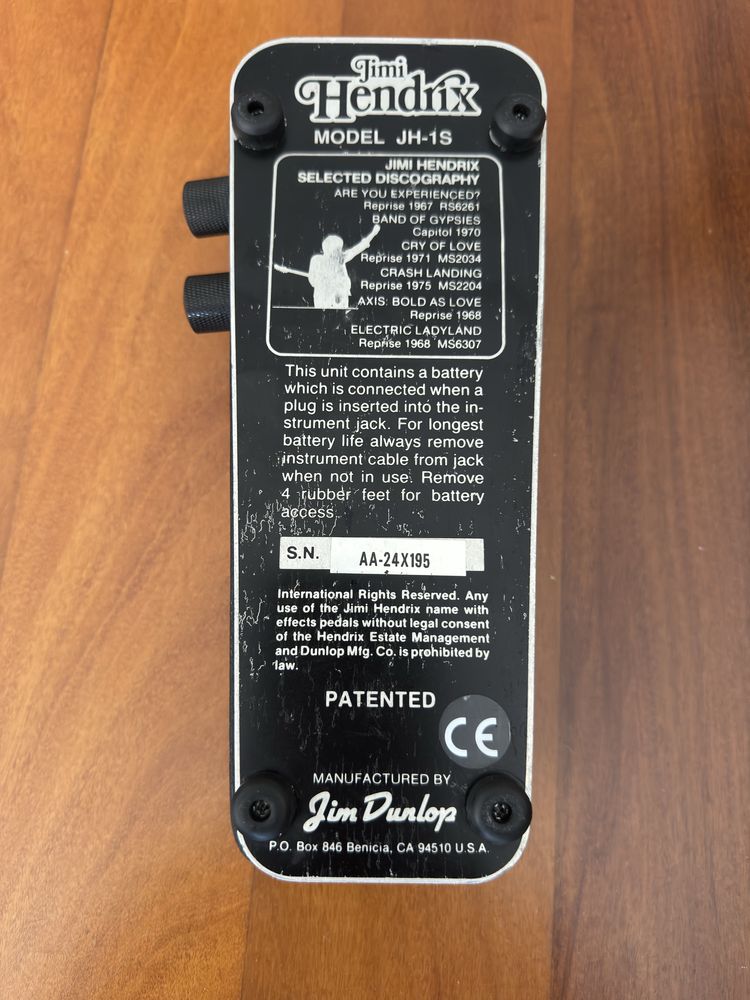 Jimi
Hendrix
MODEL JH-1S
JIMI HENDRIX
SELECTED DISCOGRAPHY
ARE YOU EXPERIENCED?
Reprise 1967 RS6261
BAND OF GYPSIES
Capitol 1970
CRY OF LOVE
Reprise 1971 MS2034
CRASH LANDING
Reprise 1975 MS2204
AXIS: BOLD AS LOVE
Reprise 1968
ELECTRIC LADYLAND
Reprise 1968 MS6307
This unit contains a battery
which is connected when a
plug is inserted into the in-
strument jack. For longest
battery life always remove
instrument cable from jack
when not in use. Remove
4 rubber feet for battery
access.
S.N. AA-24X195
International Rights Reserved. Any
use of the Jimi Hendrix name with
effects pedals without legal consent
of the Hendrix Estate Management
and Dunlop Mfg. Co. is prohibited by
law.
PATENTED
CE
MANUFACTURED BY
Jim Dunlop
P.O. Box 846 Benicia, CA 94510 U.S.A.